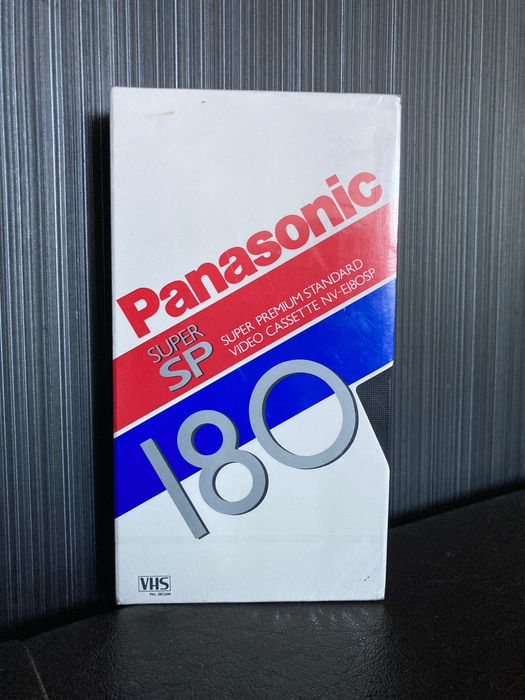 Panasonic
SUPER
SP
SUPER PREMIUM STANDARD
VIDEO CASSETTE NV-E180SP
180
VHS
PAL SECAM